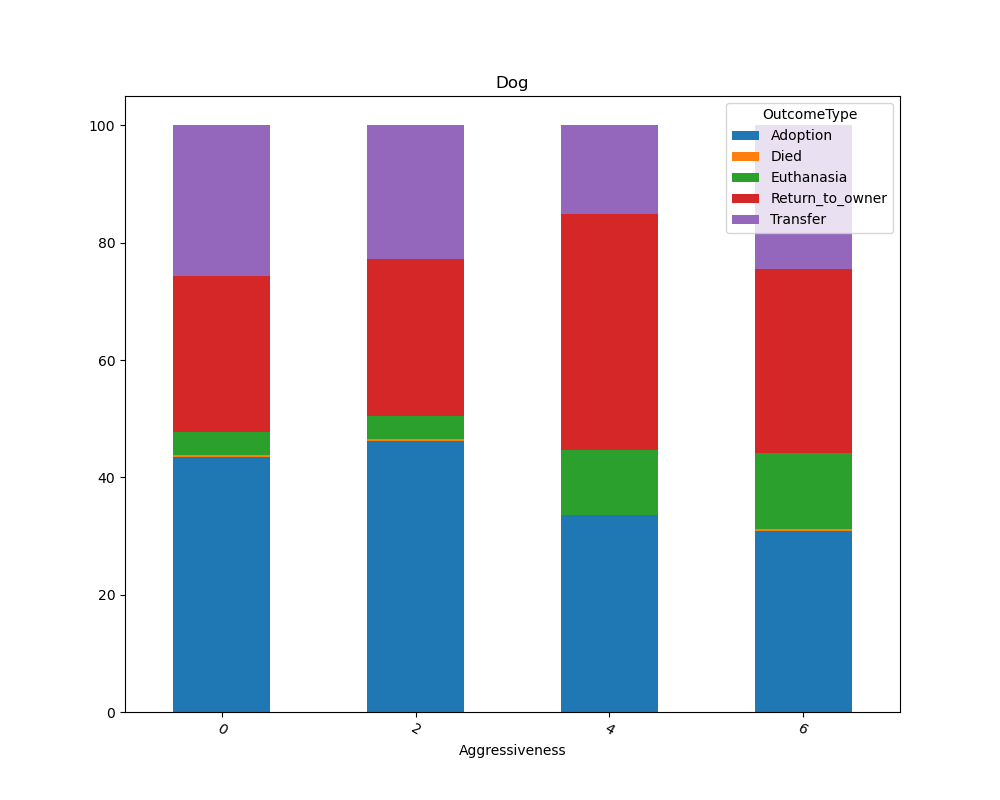 Dog
OutcomeType
Adoption
Died
Euthanasia
Return_to_owner
Transfer
100
80
60
40
20
0
0 2 4 6
Aggressiveness